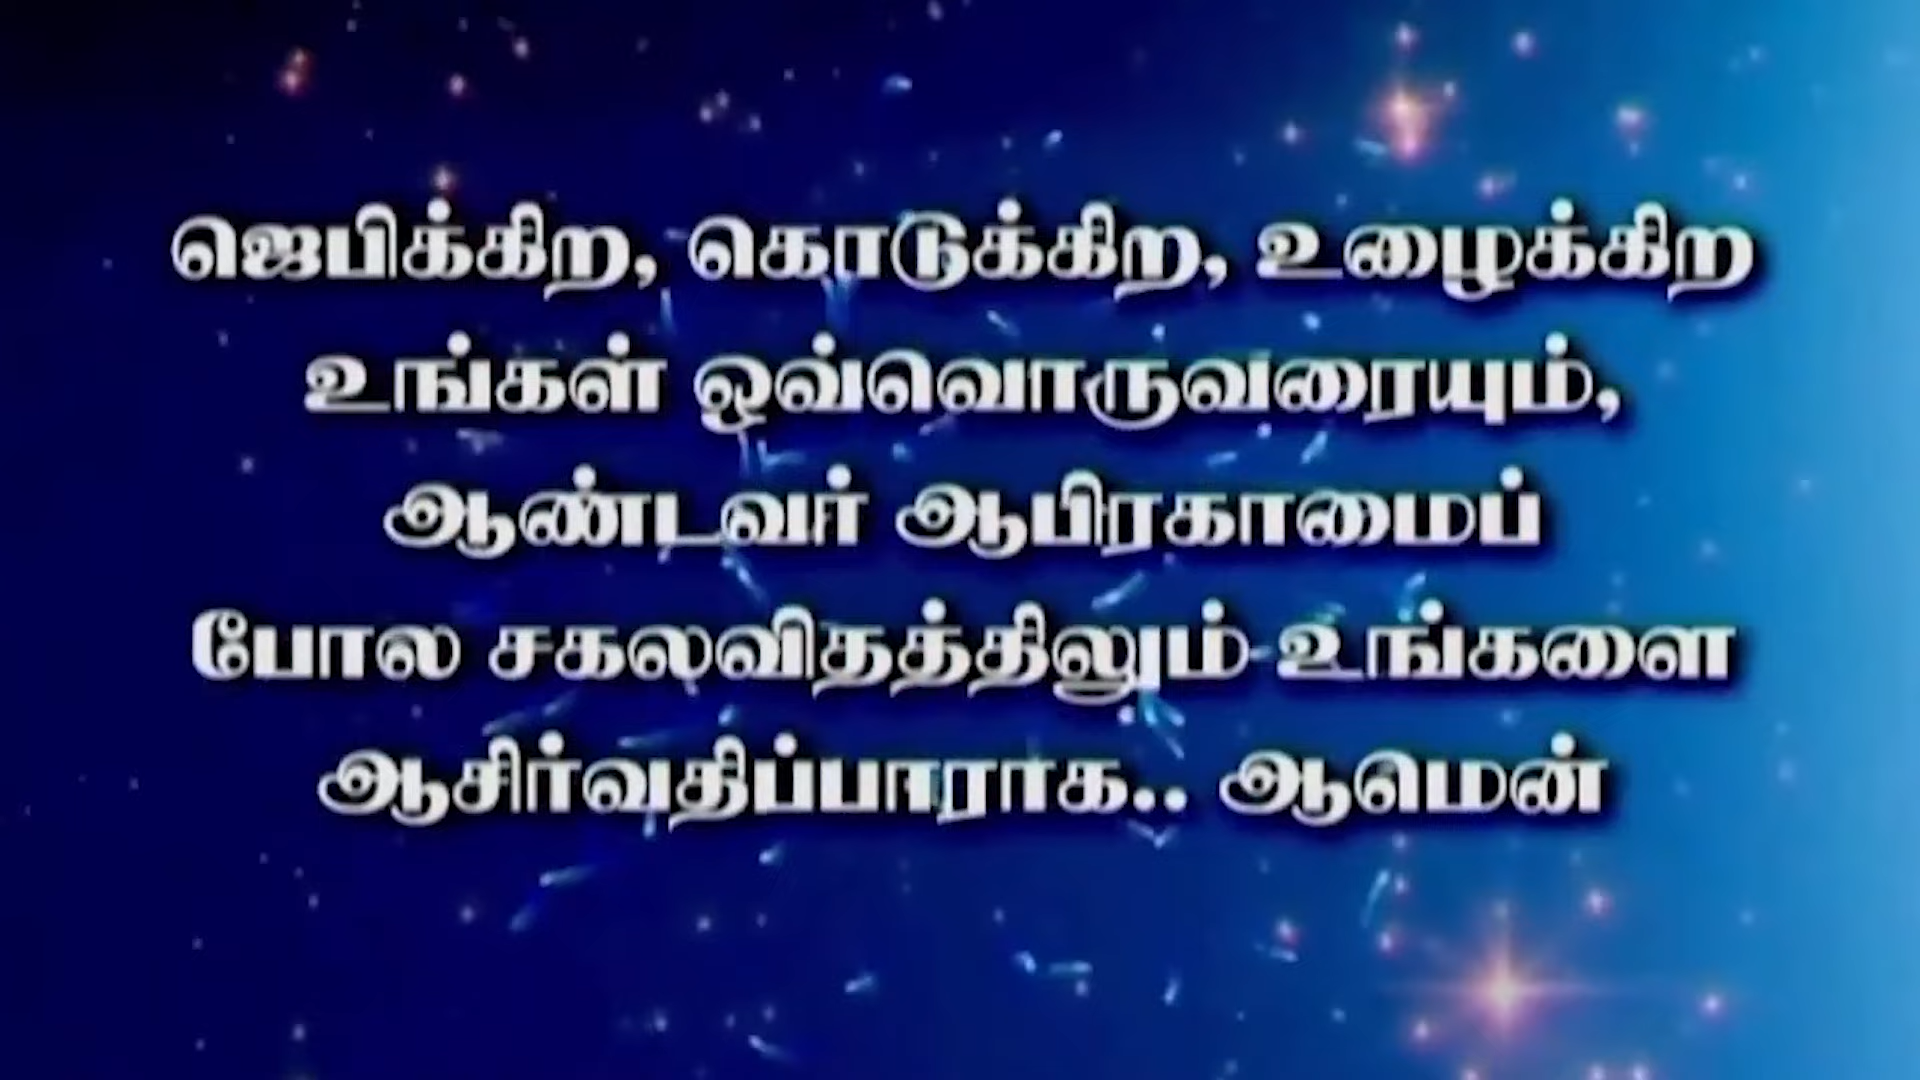 ஜெபிக்கிற, கொடுக்கிற, உழைக்கிற
உங்கள் ஒவ்வொருவரையும்,
ஆண்டவர் ஆபிரகாமைப்
போல சகலவிதத்திலும் உங்களை
ஆசிர்வதிப்பாராக.. ஆமென்